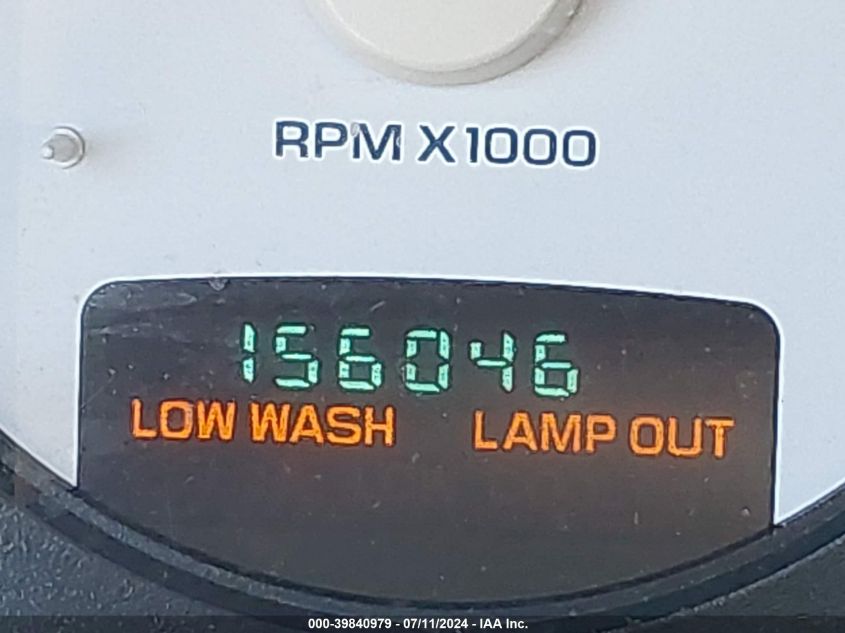 RPM X1000
156046
LOW WASH LAMP OUT
000-39840979 - 07/11/2024 - IAA Inc.